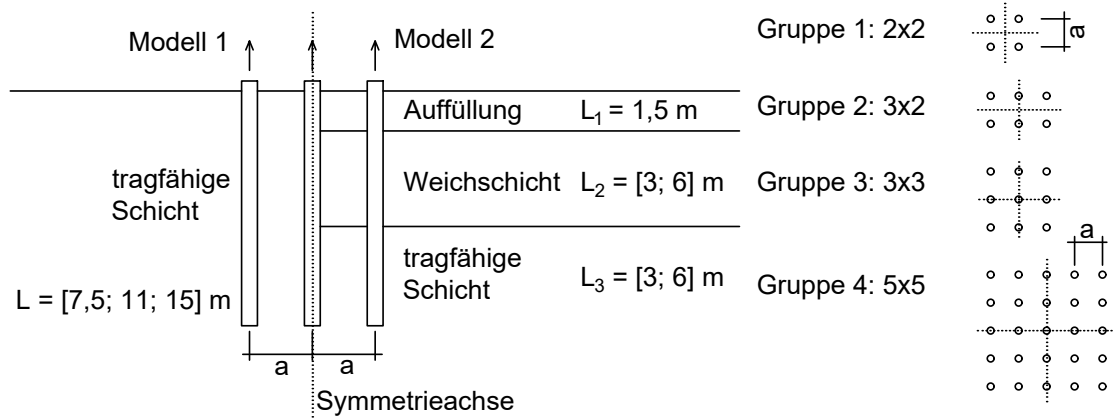 Modell 1
Modell 2
Auffüllung L₁ = 1,5 m
tragfähige
Schicht
Weichschicht L₂ = [3; 6] m
tragfähige
Schicht
L₃ = [3; 6] m
L = [7,5; 11; 15] m
a a
Symmetrieachse
Gruppe 1: 2x2
a
Gruppe 2: 3x2
Gruppe 3: 3x3
a
Gruppe 4: 5x5